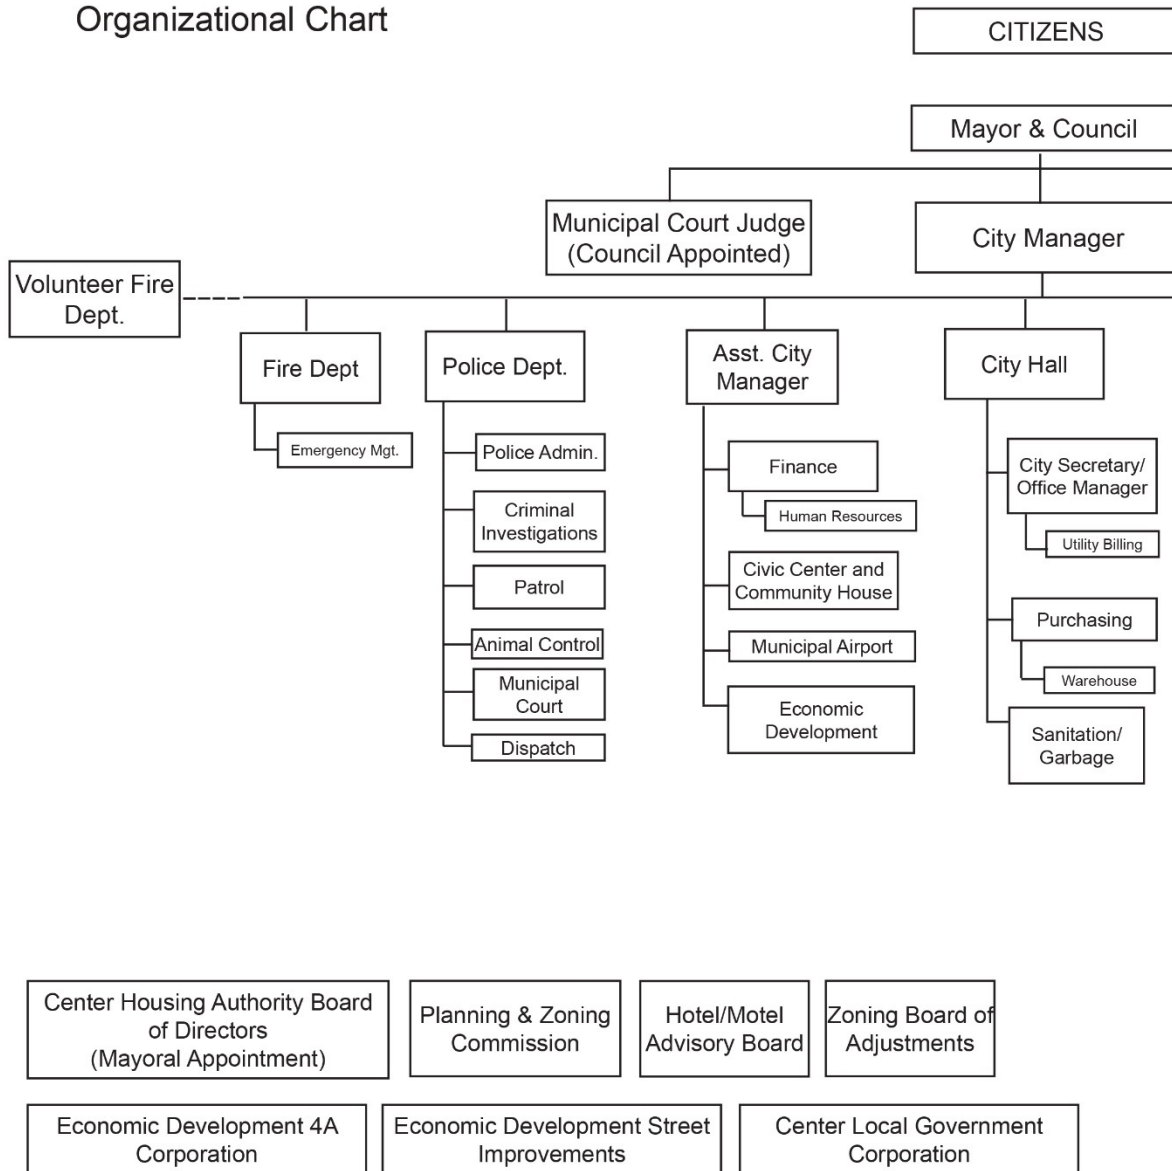 Organizational Chart
CITIZENS
Mayor & Council
Municipal Court Judge
(Council Appointed)
City Manager
Volunteer Fire
Dept.
Fire Dept
Emergency Mgt.
Police Dept.
Police Admin.
Criminal
Investigations
Patrol
Animal Control
Municipal
Court
Dispatch
Asst. City
Manager
Finance
Human Resources
Civic Center and
Community House
Municipal Airport
Economic
Development
City Hall
City Secretary/
Office Manager
Utility Billing
Purchasing
Warehouse
Sanitation/
Garbage
Center Housing Authority Board
of Directors
(Mayoral Appointment)
Planning & Zoning
Commission
Hotel/Motel
Advisory Board
Zoning Board of
Adjustments
Economic Development 4A
Corporation
Economic Development Street
Improvements
Center Local Government
Corporation